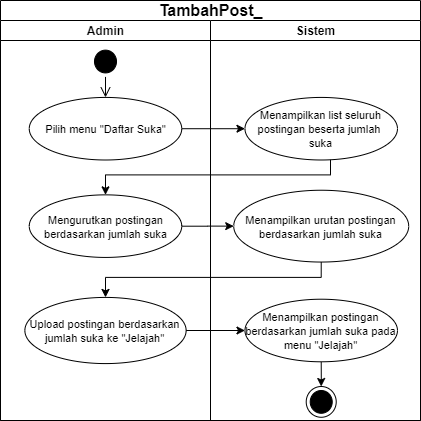 TambahPost_
Admin
Sistem
Pilih menu "Daftar Suka"
Menampilkan list seluruh
postingan beserta jumlah
suka
Mengurutkan postingan
berdasarkan jumlah suka
Menampilkan urutan postingan
berdasarkan jumlah suka
Upload postingan berdasarkan
jumlah suka ke "Jelajah"
Menampilkan postingan
berdasarkan jumlah suka pada
menu "Jelajah"